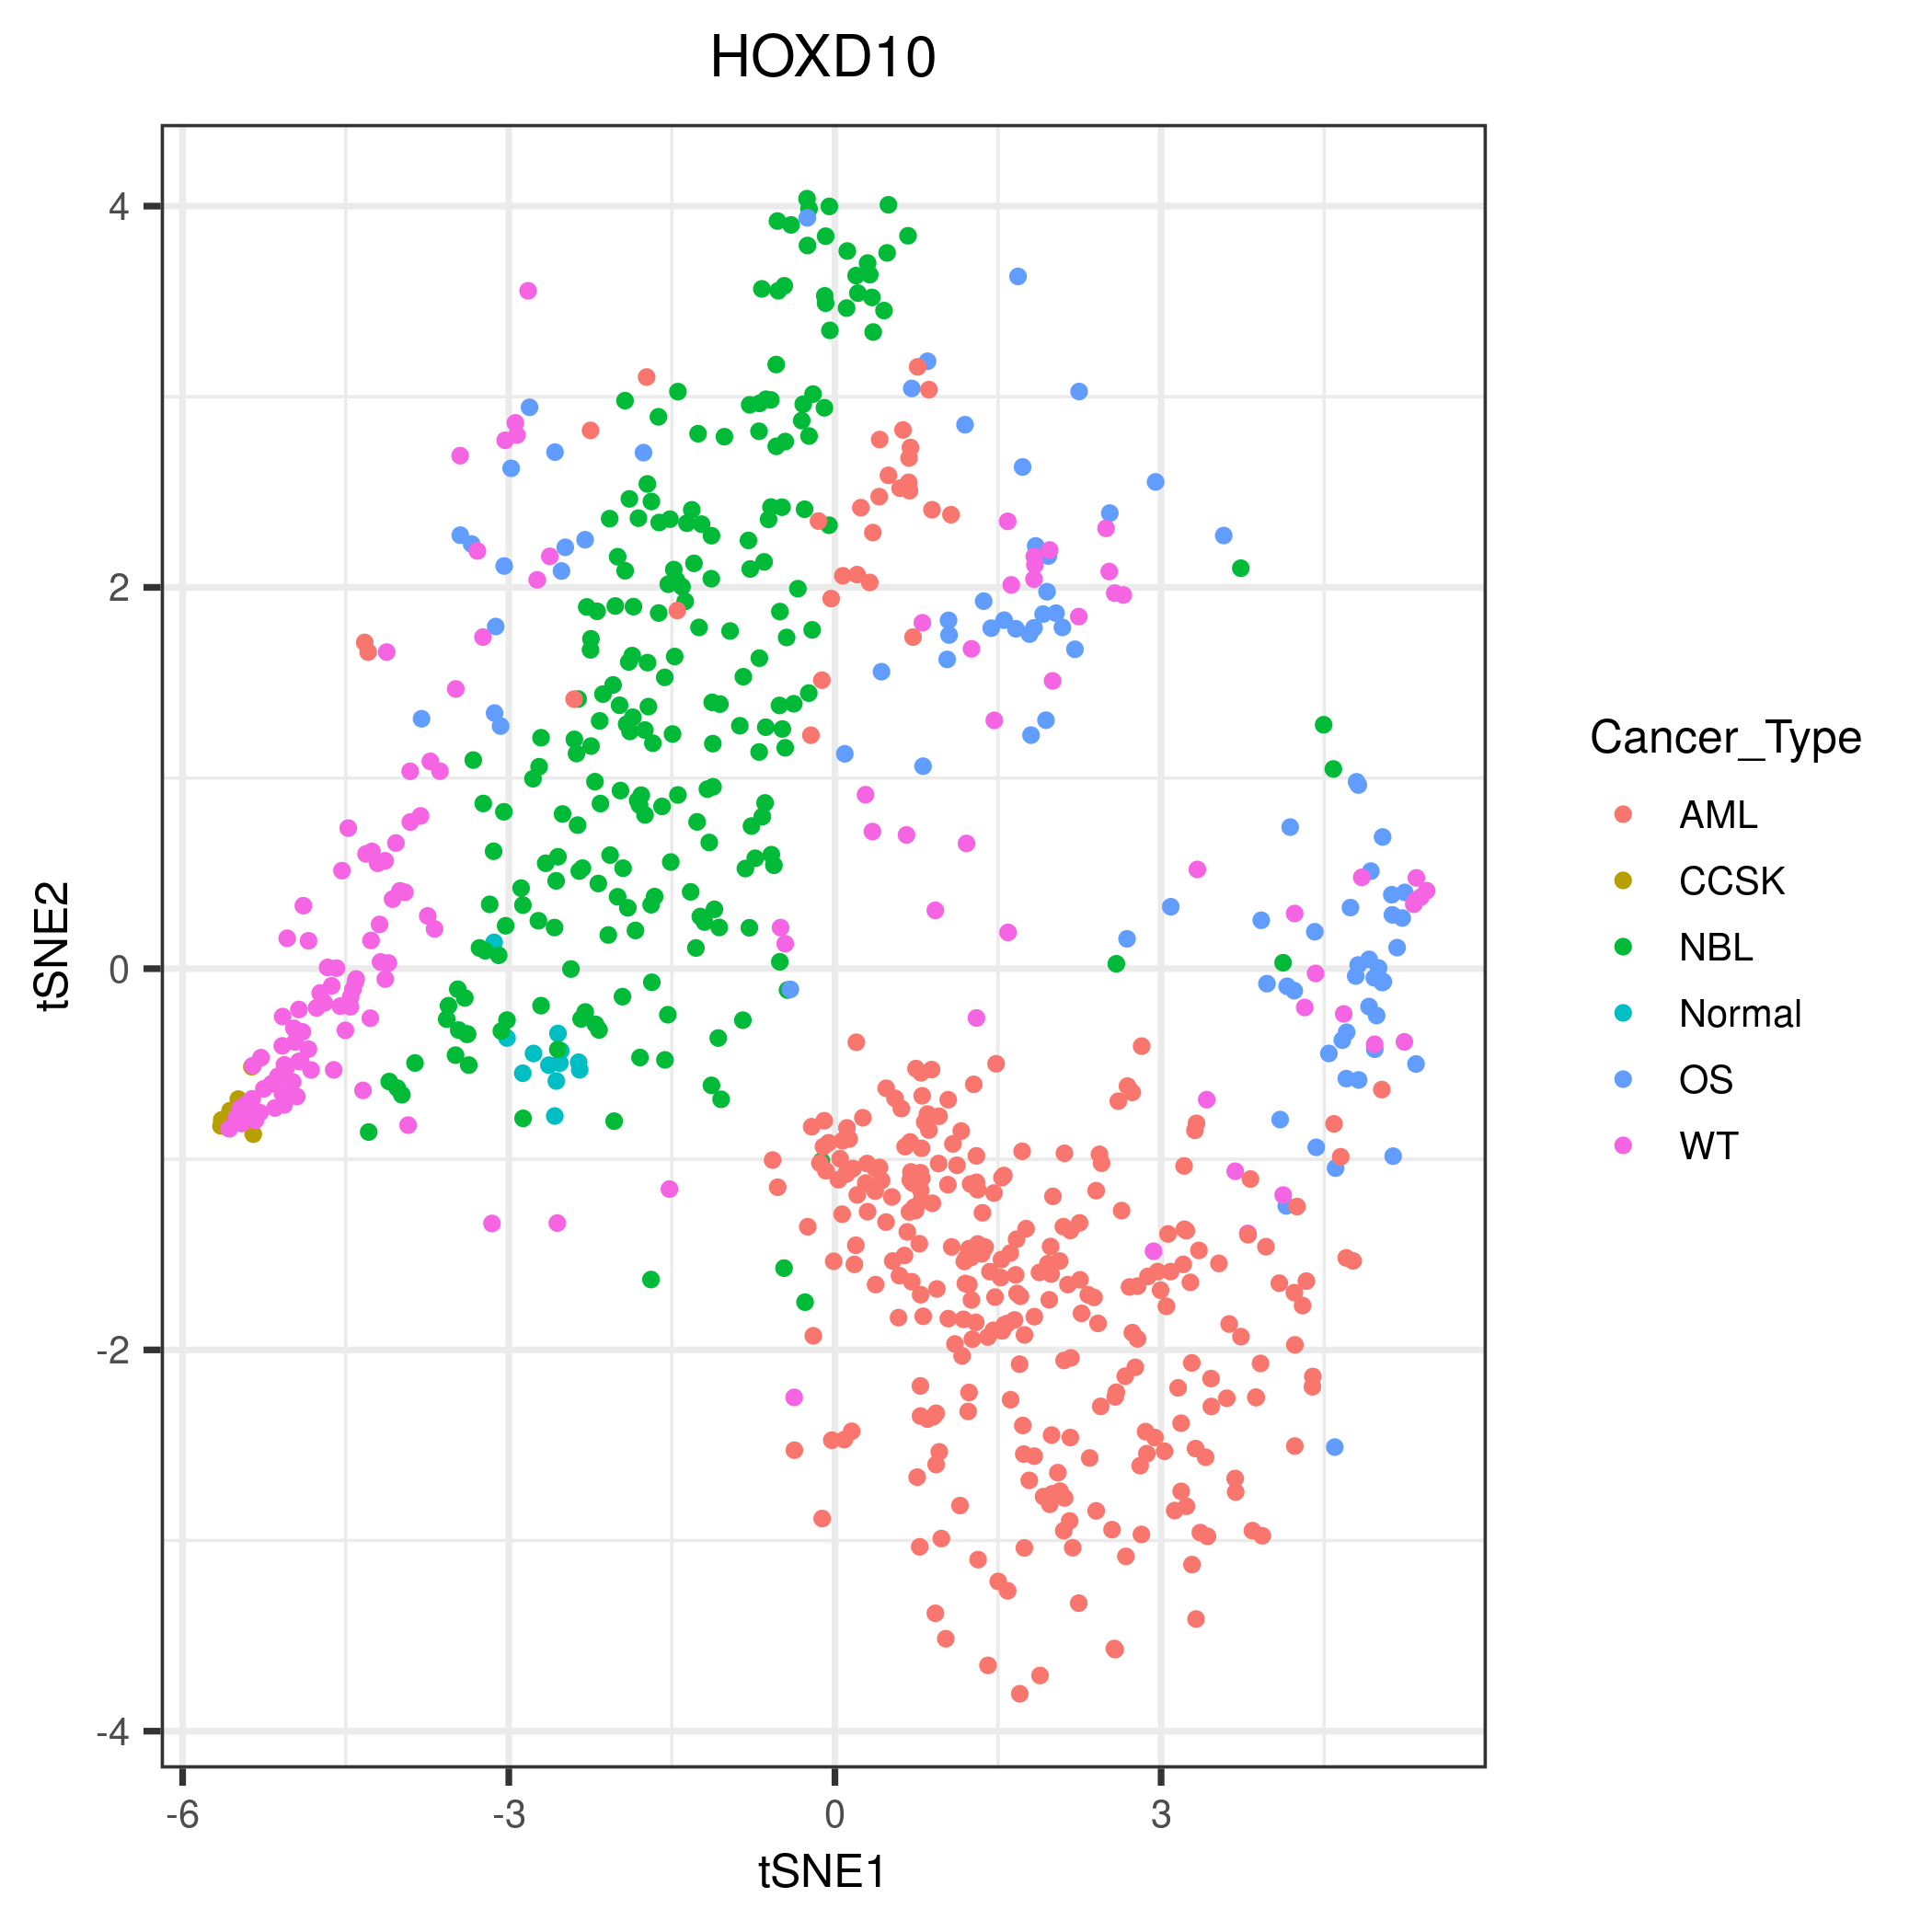 HOXD10
4
2
0
-2
-4
tSNE2
-6
-3
0
3
tSNE1
Cancer_Type
AML
CCSK
NBL
Normal
OS
WT